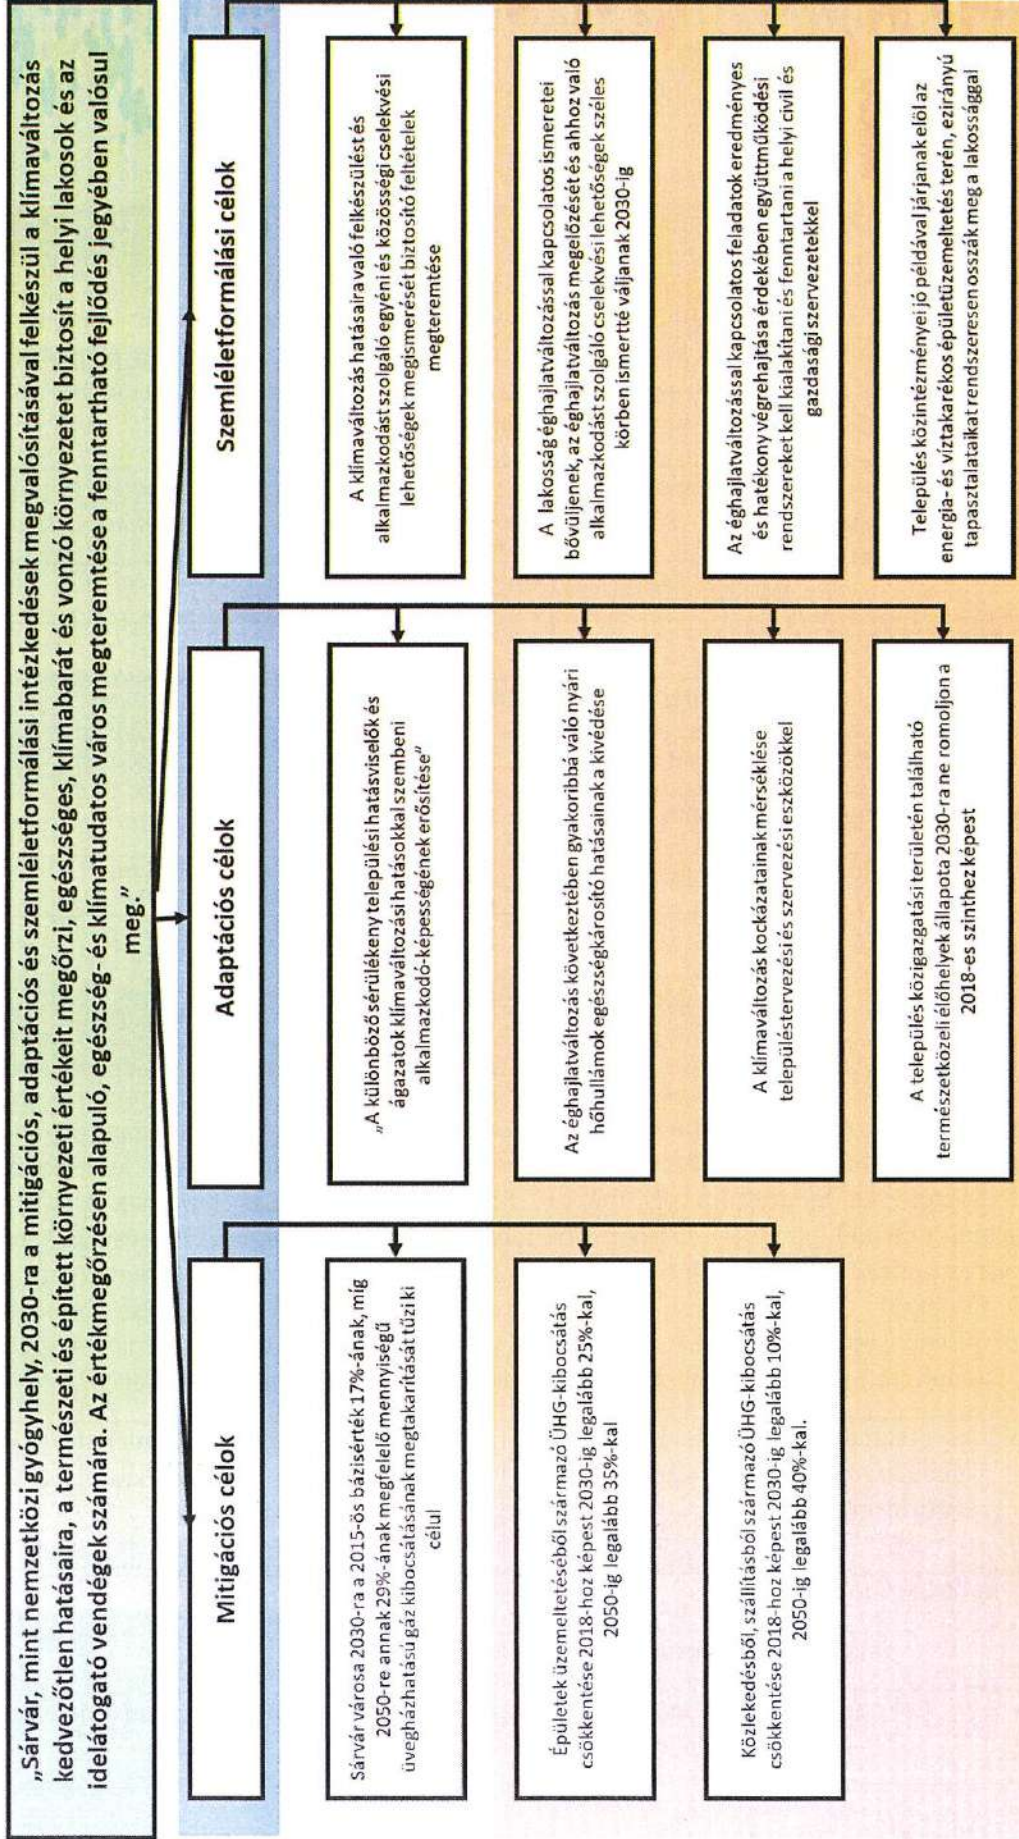 „Sárvár, mint nemzetközi gyógyhely, 2030-ra a mitigációs, adaptációs és szemléletformálási intézkedések megvalósításával felkészül a klímaváltozás
kedvezőtlen hatásaira, a természeti és épített környezeti értékeit megőrzi, egészséges, klímabarát és vonzó környezetet biztosít a helyi lakosok és az
idelátogató vendégek számára. Az értékmegőrzésen alapuló, egészség- és klímatudatos város megteremtése a fenntartható fejlődés jegyében valósul
meg.”
Mitigációs célok
Sárvár városa 2030-ra a 2015-ös bázisérték 17%-ának, míg
2050-re annak 29%-ának megfelelő mennyiségű
üvegházhatású gáz kibocsátásának megtakarítását tűzi ki
célul
Épületek üzemeltetéséből származó ÜHG-kibocsátás
csökkentése 2018-hoz képest 2030-ig legalább 25%-kal,
2050-ig legalább 35%-kal
Közlekedésből, szállításból származó ÜHG-kibocsátás
csökkentése 2018-hoz képest 2030-ig legalább 10%-kal,
2050-ig legalább 40%-kal.
Adaptációs célok
„A különböző sérülékeny települési hatásviselők és
ágazatok klímaváltozási hatásokkal szembeni
alkalmazkodó-képességének erősítése”
Az éghajlatváltozás következtében gyakoribbá váló nyári
hőhullámok egészségkárosító hatásainak a kivédése
A klímaváltozás kockázatainak mérséklése
településtervezési és szervezési eszközökkel
A település közigazgatási területén található
természetközeli élőhelyek állapota 2030-ra ne romoljon a
2018-es szinthez képest
Szemléletformálási célok
A klímaváltozás hatásaira való felkészülést és
alkalmazkodást szolgáló egyéni és közösségi cselekvési
lehetőségek megismerését biztosító feltételek
megteremtése
A lakosság éghajlatváltozással kapcsolatos ismeretei
bővüljenek, az éghajlatváltozás megelőzését és ahhoz való
alkalmazkodást szolgáló cselekvési lehetőségek széles
körben ismertté váljanak 2030-ig
Az éghajlatváltozással kapcsolatos feladatok eredményes
és hatékony végrehajtása érdekében együttműködési
rendszereket kell kialakítani és fenntartani a helyi civil és
gazdasági szervezetekkel
Település közintézményei jó példával járjanak elöl az
energia- és víztakarékos épületüzemeltetés terén, ezirányú
tapasztalataikat rendszeresen osszák meg a lakossággal